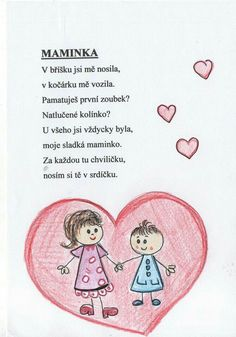 MAMINKA
V bříšku jsi mě nosila,
v kočárku mě vozila.
Pamatuješ první zoubek?
Natlučené kolínko?
U všeho jsi vždycky byla,
moje sladká maminko.
Za každou tu chviličku,
nosím si tě v srdíčku.